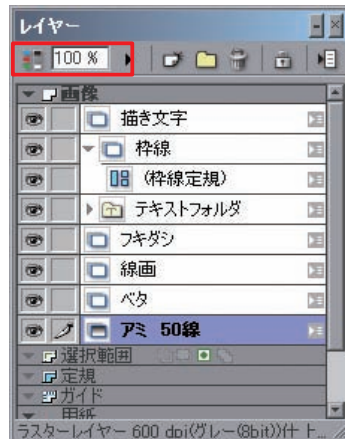 レイヤー
100 %
画像
描き文字
枠線
(枠線定規)
テキストフォルダ
フキダシ
線画
ベタ
アミ 50線
選択範囲
定規
ガイド
用紙
ラスターレイヤー 600 dpi(グレー(8bit))(仕上...